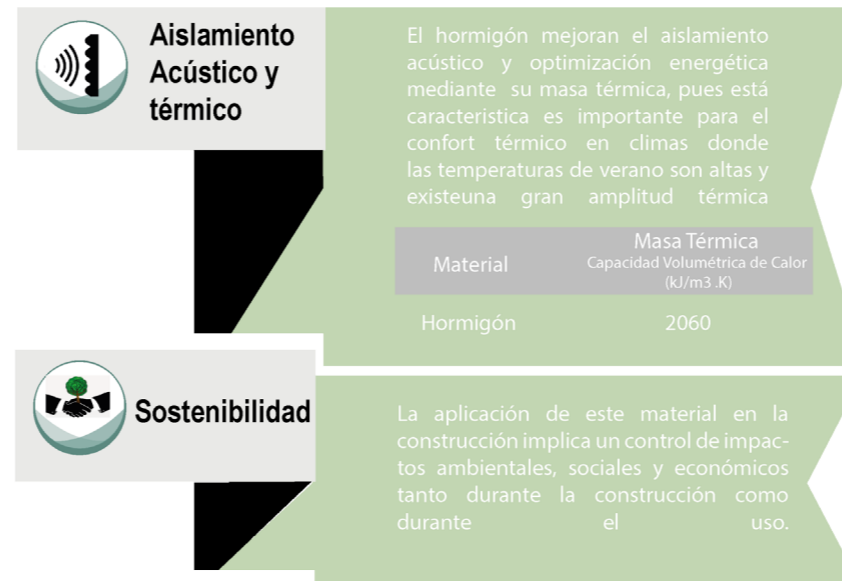 Aislamiento
Acústico y
térmico
El hormigón mejoran el aislamiento
acústico y optimización energética
mediante su masa térmica, pues está
caracteristica es importante para el
confort térmico en climas donde
las temperaturas de verano son altas y
existeuna gran amplitud térmica
Material
Masa Térmica
Capacidad Volumétrica de Calor
(kJ/m3 .K)
Hormigón 2060
Sostenibilidad
La aplicación de este material en la
construcción implica un control de impac-
tos ambientales, sociales y económicos
tanto durante la construcción como
durante el uso.